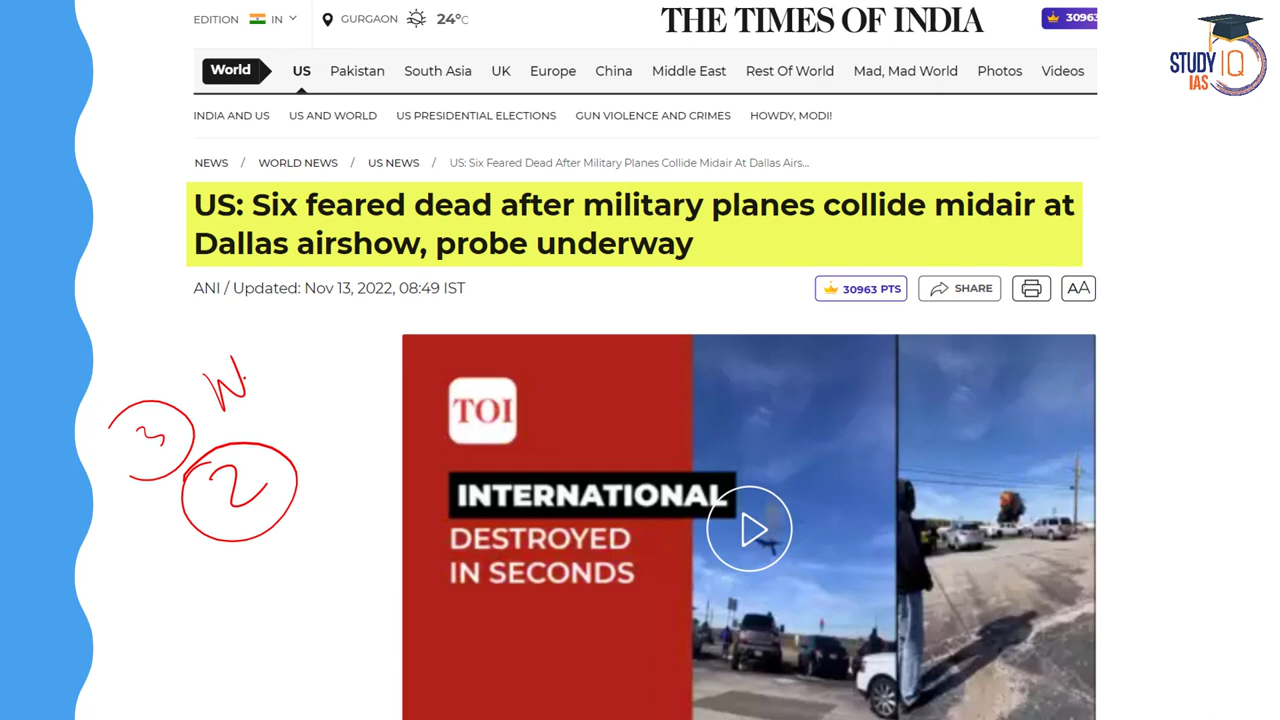 EDITION IN GURGAON 24°C
THE TIMES OF INDIA
30963
STUDY IQ
IAS
World US Pakistan South Asia UK Europe China Middle East Rest Of World Mad, Mad World Photos Videos
INDIA AND US US AND WORLD US PRESIDENTIAL ELECTIONS GUN VIOLENCE AND CRIMES HOWDY, MODI!
NEWS / WORLD NEWS / US NEWS / US: Six Feared Dead After Military Planes Collide Midair At Dallas Airs...
US: Six feared dead after military planes collide midair at
Dallas airshow, probe underway
ANI / Updated: Nov 13, 2022, 08:49 IST
30963 PTS SHARE AA
W.
3
2
TOI
INTERNATIONAL
DESTROYED
IN SECONDS